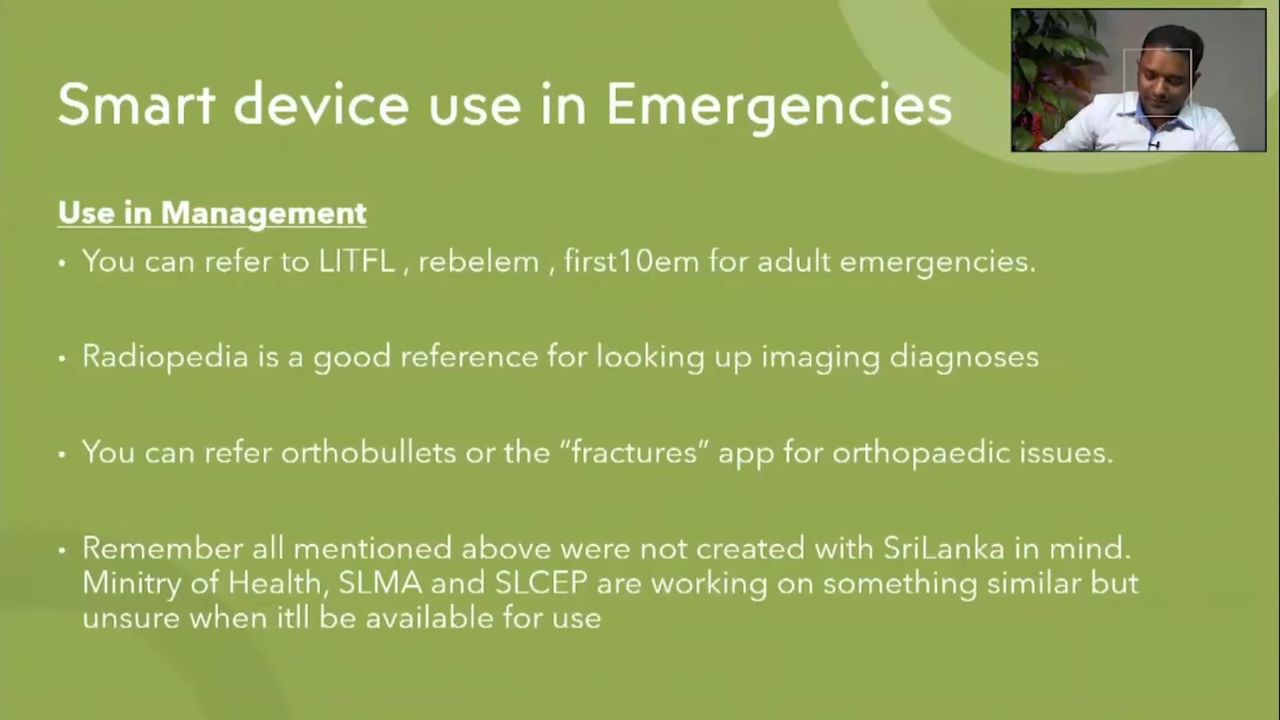 Smart device use in Emergencies
Use in Management
• You can refer to LITFL , rebelem , first10em for adult emergencies.
• Radiopedia is a good reference for looking up imaging diagnoses
• You can refer orthobullets or the “fractures” app for orthopaedic issues.
• Remember all mentioned above were not created with SriLanka in mind.
Minitry of Health, SLMA and SLCEP are working on something similar but
unsure when itll be available for use